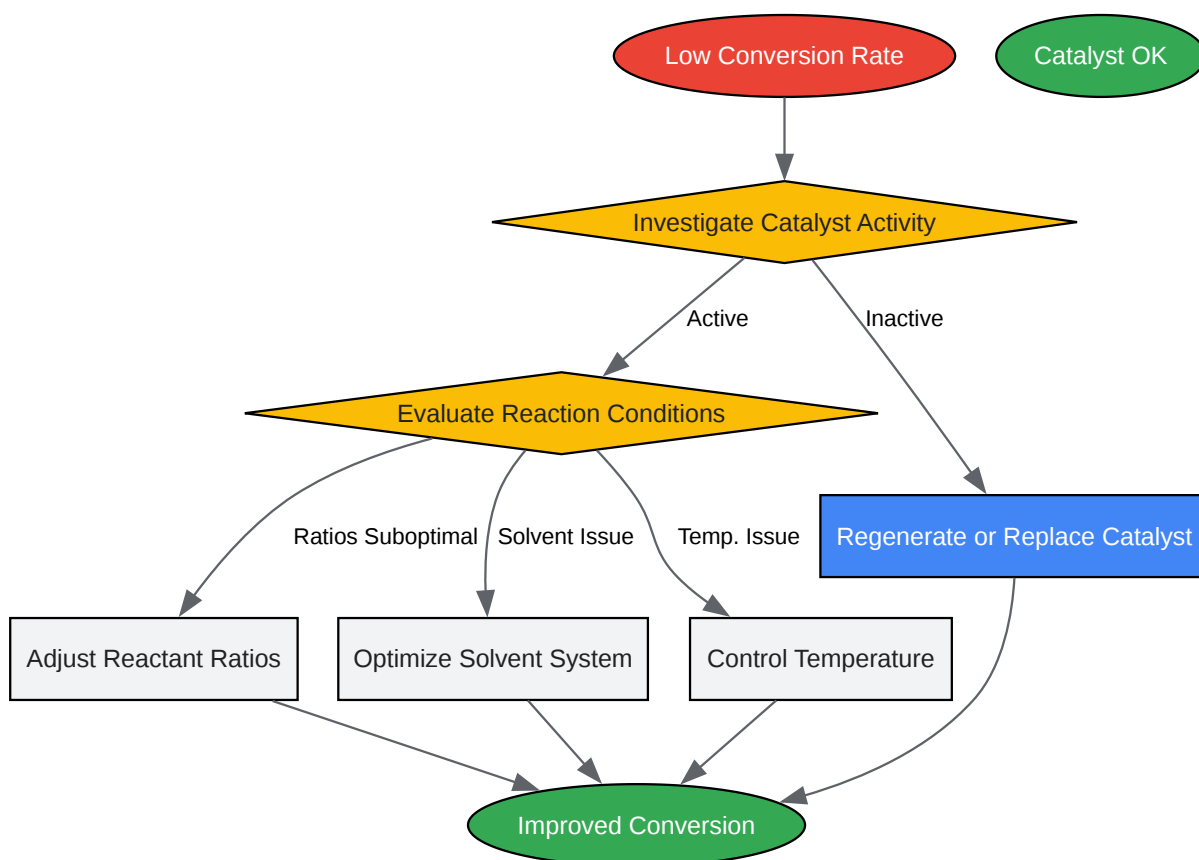 Low Conversion Rate
Catalyst OK
Investigate Catalyst Activity
Active
Inactive
Evaluate Reaction Conditions
Regenerate or Replace Catalyst
Ratios Suboptimal
Solvent Issue
Temp. Issue
Adjust Reactant Ratios
Optimize Solvent System
Control Temperature
Improved Conversion